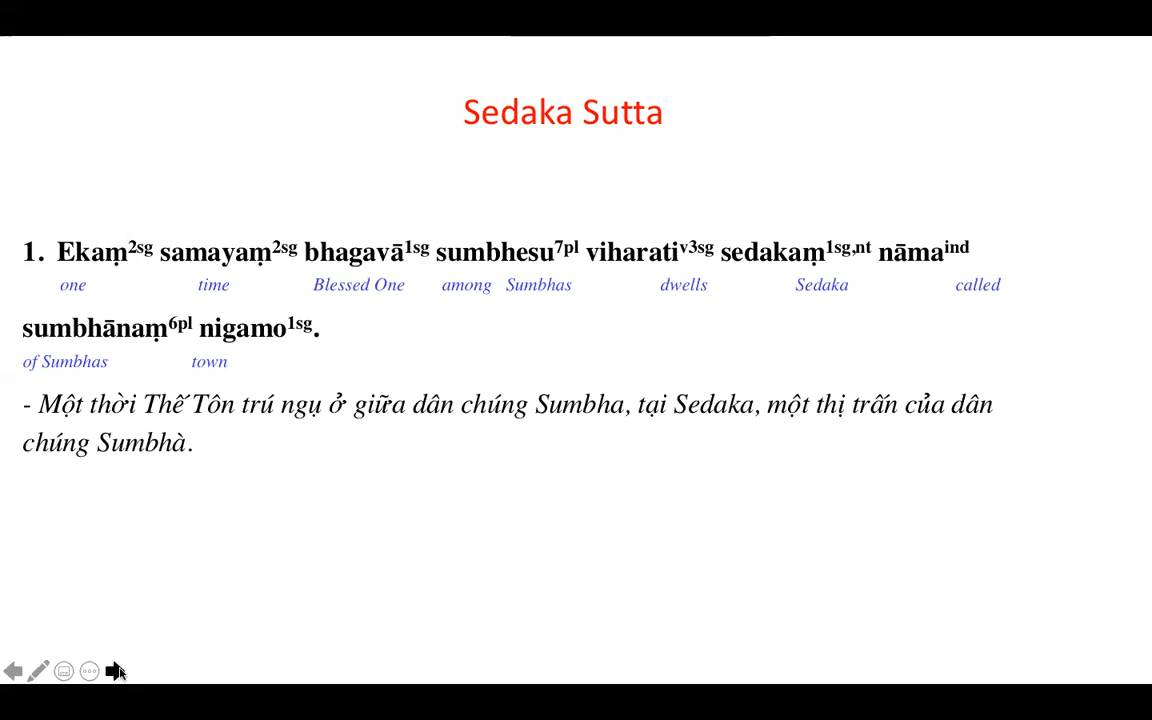 Sedaka Sutta
1. Ekaṃ2sg samayaṃ2sg bhagavā1sg sumbhesu7pl viharativ3sg sedakaṃ1sg,nt nāmaind
one time Blessed One among Sumbhas dwells Sedaka called
sumbhānaṃ6pl nigamo1sg.
of Sumbhas town
- Một thời Thế Tôn trú ngụ ở giữa dân chúng Sumbha, tại Sedaka, một thị trấn của dân
chúng Sumbhà.